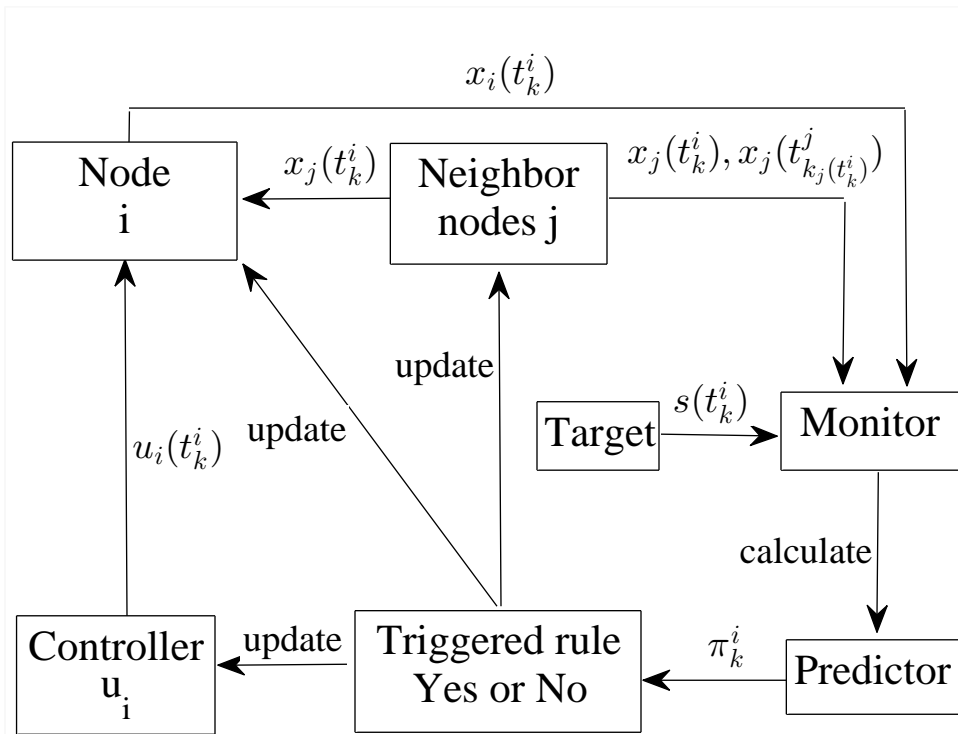 x_i(t_k^i)
Node
i
x_j(t_k^i)
Neighbor
nodes j
x_j(t_k^i), x_j(t_{k_j(t_k^i)}^j)
update
update
u_i(t_k^i)
Target
s(t_k^i)
Monitor
calculate
Controller
u_i
update
Triggered rule
Yes or No
π_k^i
Predictor